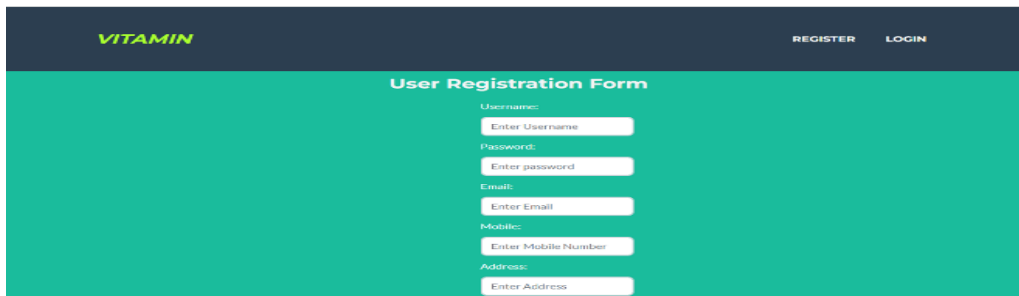 VITAMIN
REGISTER LOGIN
User Registration Form
Username:
Enter Username
Password:
Enter password
Email:
Enter Email
Mobile:
Enter Mobile Number
Address:
Enter Address